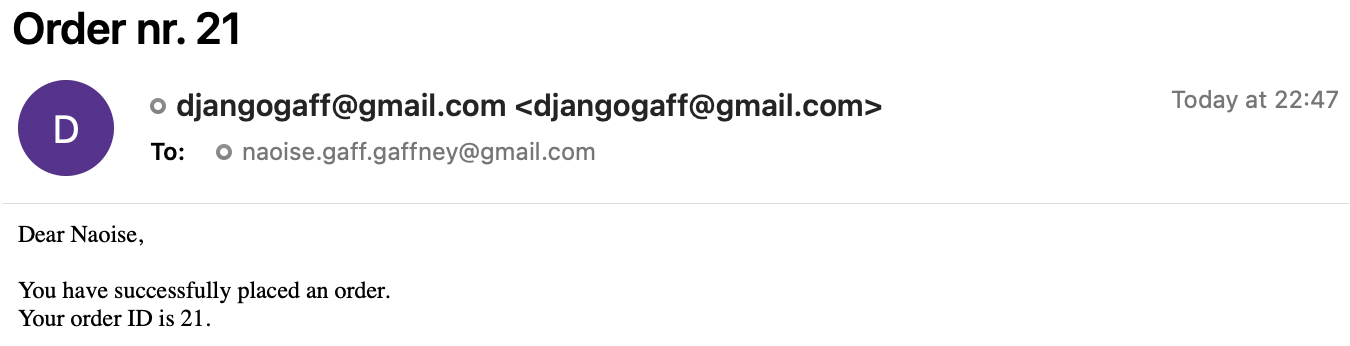 Order nr. 21
D
djangogaff@gmail.com <djangogaff@gmail.com>
Today at 22:47
To: naoise.gaff.gaffney@gmail.com
Dear Naoise,
You have successfully placed an order.
Your order ID is 21.